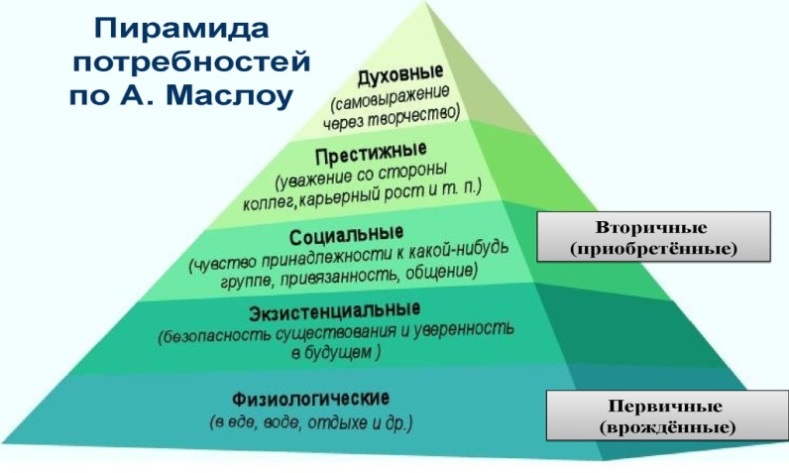 Пирамида
потребностей
по А. Маслоу
Духовные
(самовыражение
через творчество)
Престижные
(уважение со стороны
коллег,карьерный рост и т. п.)
Социальные
(чувство принадлежности к какой-нибудь
группе, привязанность, общение)
Вторичные
(приобретённые)
Экзистенциальные
(безопасность существования и уверенность
в будущем )
Физиологические
(в еде, воде, отдыхе и др.)
Первичные
(врождённые)